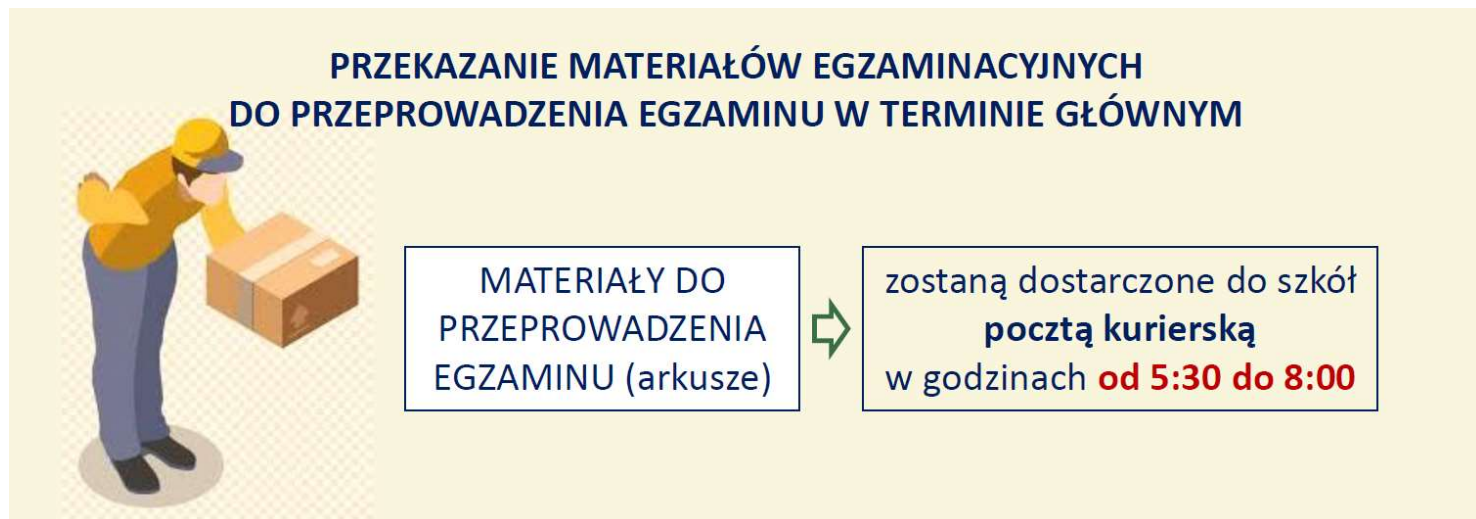 PRZEKAZANIE MATERIAŁÓW EGZAMINACYJNYCH
DO PRZEPROWADZENIA EGZAMINU W TERMINIE GŁÓWNYM
MATERIAŁY DO
PRZEPROWADZENIA
EGZAMINU (arkusze)
zostaną dostarczone do szkół
pocztą kurierską
w godzinach od 5:30 do 8:00